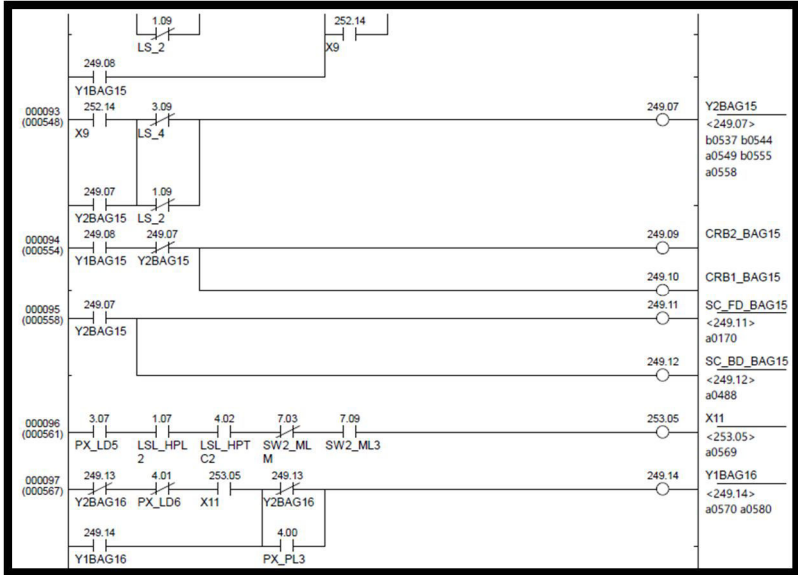 1.09
252.14
LS_2
X9
249.08
Y1BAG15
000093
(000548)
252.14
3.09
249.07
Y2BAG15
X9
LS_4
<249.07>
b0537 b0544
a0549 b0555
a0558
249.07
1.09
Y2BAG15
LS_2
000094
(000554)
249.08
249.07
249.09
CRB2_BAG15
Y1BAG15
Y2BAG15
249.10
CRB1_BAG15
000095
(000558)
249.07
249.11
SC_FD_BAG15
Y2BAG15
<249.11>
a0170
249.12
SC_BD_BAG15
<249.12>
a0488
000096
(000561)
3.07
1.07
4.02
7.03
7.09
253.05
X11
PX_LD5
LSL_HPL
2
LSL_HPT
C2
SW2_ML
M
SW2_ML3
<253.05>
a0569
000097
(000567)
249.13
4.01
253.05
249.13
249.14
Y1BAG16
Y2BAG16
PX_LD6
X11
Y2BAG16
<249.14>
a0570 a0580
249.14
4.00
Y1BAG16
PX_PL3